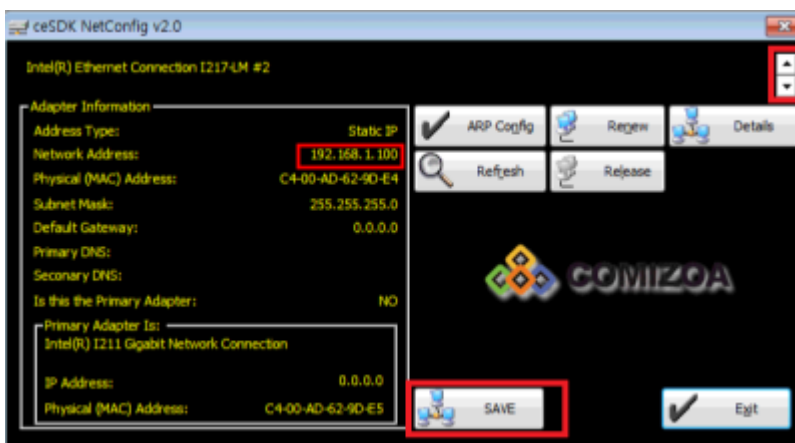 ceSDK NetConfig v2.0
Intel(R) Ethernet Connection I217-LM #2
Adapter Information
Address Type: Static IP
Network Address: 192.168.1.100
Physical (MAC) Address: C4-00-AD-62-9D-E4
Subnet Mask: 255.255.255.0
Default Gateway: 0.0.0.0
Primary DNS:
Seconary DNS:
Is this the Primary Adapter: NO
Primary Adapter Is:
Intel(R) I211 Gigabit Network Connection
IP Address: 0.0.0.0
Physical (MAC) Address: C4-00-AD-62-9D-E5
ARP Config
Renew
Details
Refresh
Release
COMIZOA
SAVE
Exit